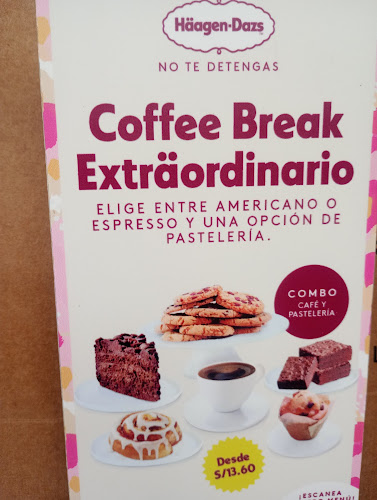 Häagen-Dazs
NO TE DETENGAS
Coffee Break
Exträordinario
ELIGE ENTRE AMERICANO O
ESPRESSO Y UNA OPCIÓN DE
PASTELERÍA.
COMBO
CAFÉ Y
PASTELERÍA
Desde
S/13.60
¡ESCANEA
MENÚ!